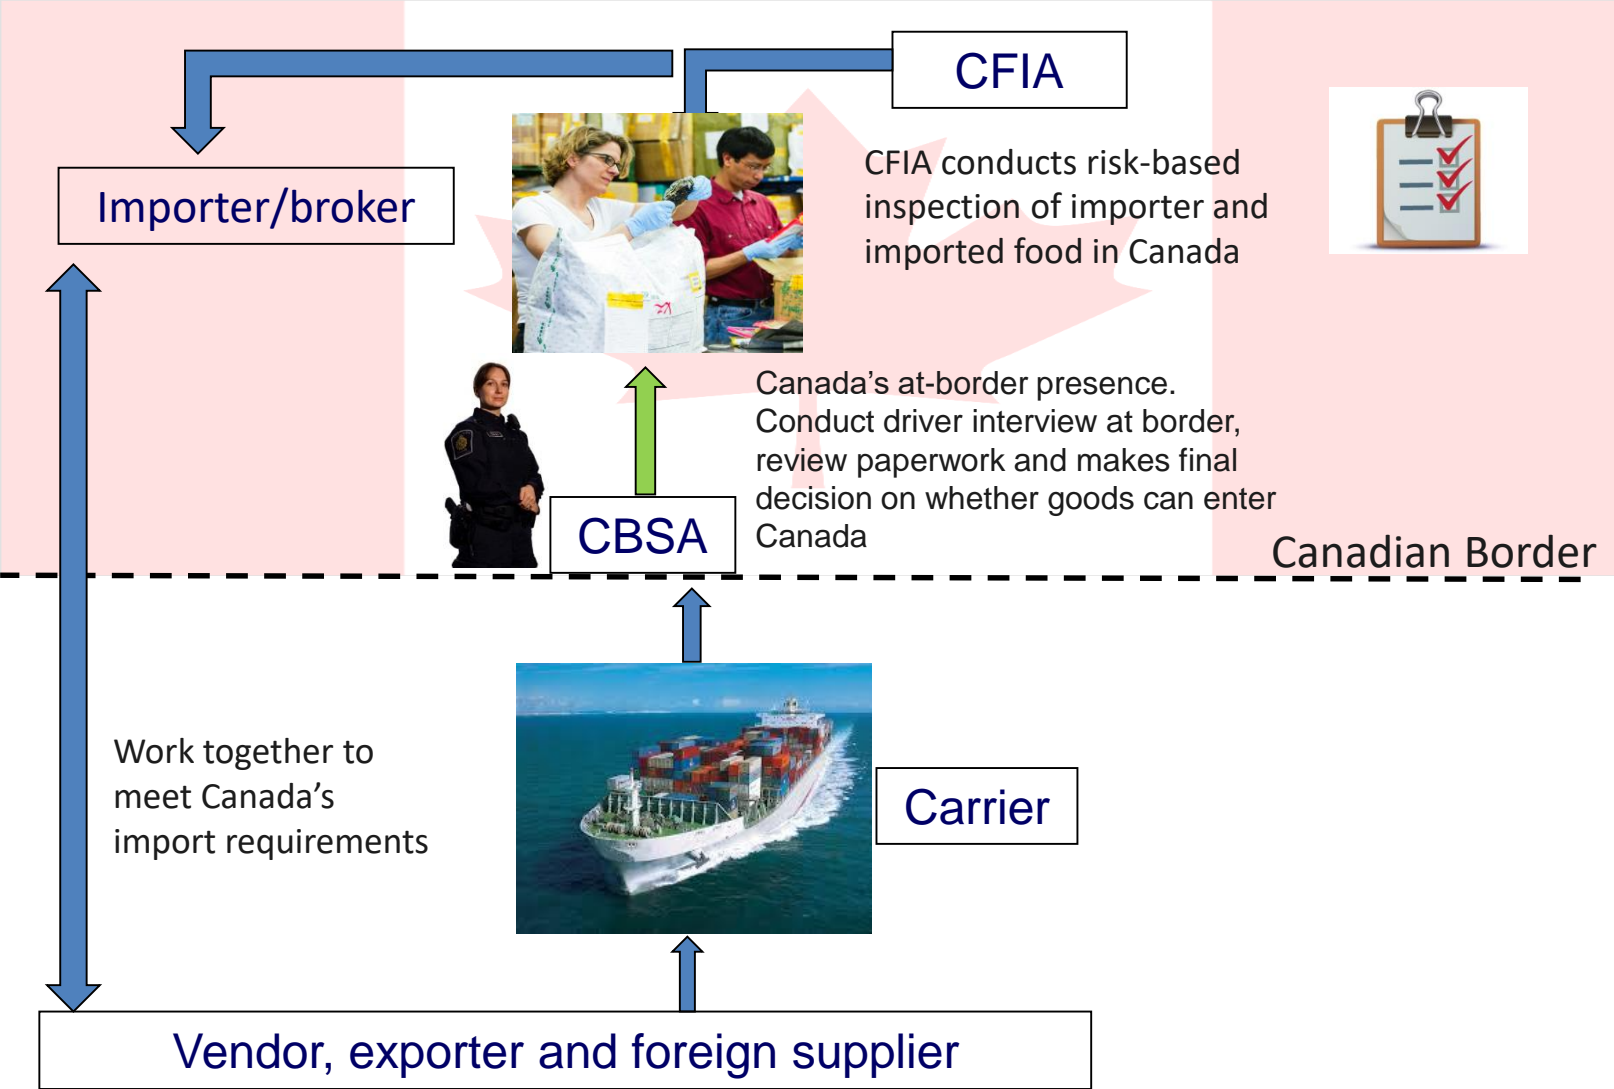 CFIA
Importer/broker
CFIA conducts risk-based
inspection of importer and
imported food in Canada
Canada’s at-border presence.
Conduct driver interview at border,
review paperwork and makes final
decision on whether goods can enter
Canada
CBSA
Canadian Border
Work together to
meet Canada’s
import requirements
Carrier
Vendor, exporter and foreign supplier